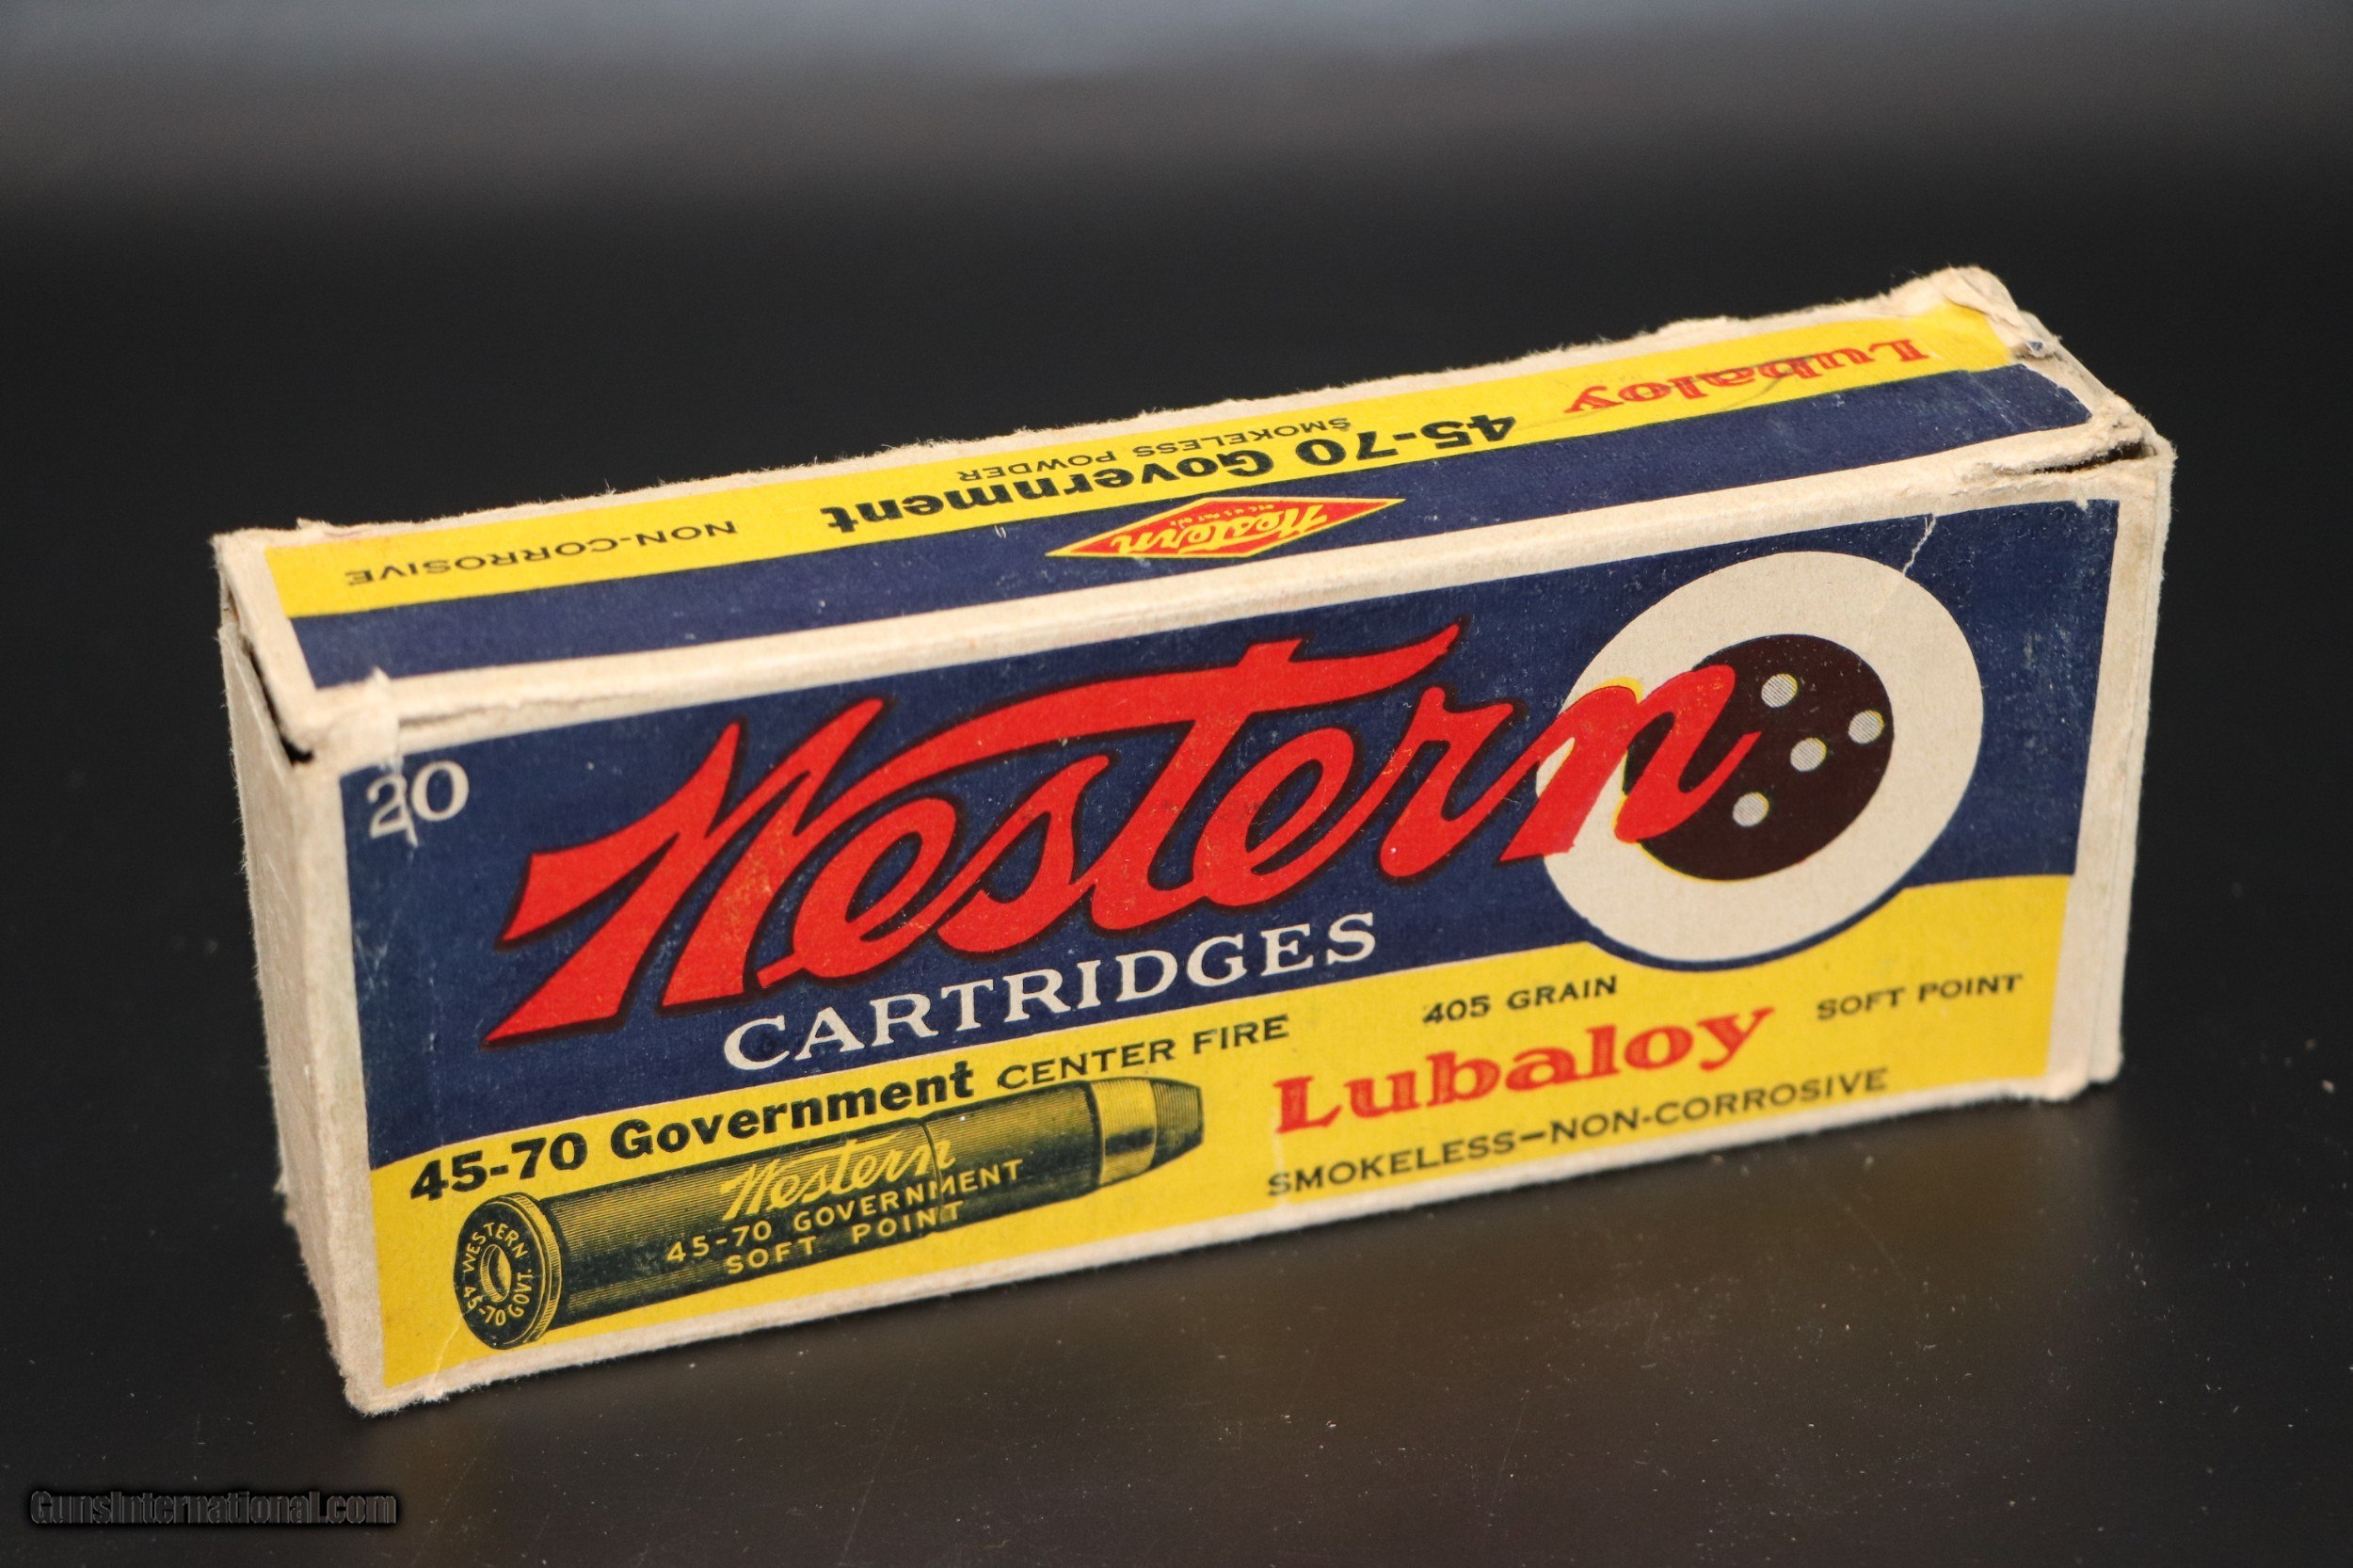 Lubaloy
45-70 Government
SMOKELESS POWDER
NON-CORROSIVE
Western
20
Western
CARTRIDGES
45-70 Government CENTER FIRE
405 GRAIN
Lubaloy
SOFT POINT
SMOKELESS–NON-CORROSIVE
Western
45-70 GOVERNMENT
SOFT POINT
WESTERN
45-70 GOVT.
GunsInternational.com